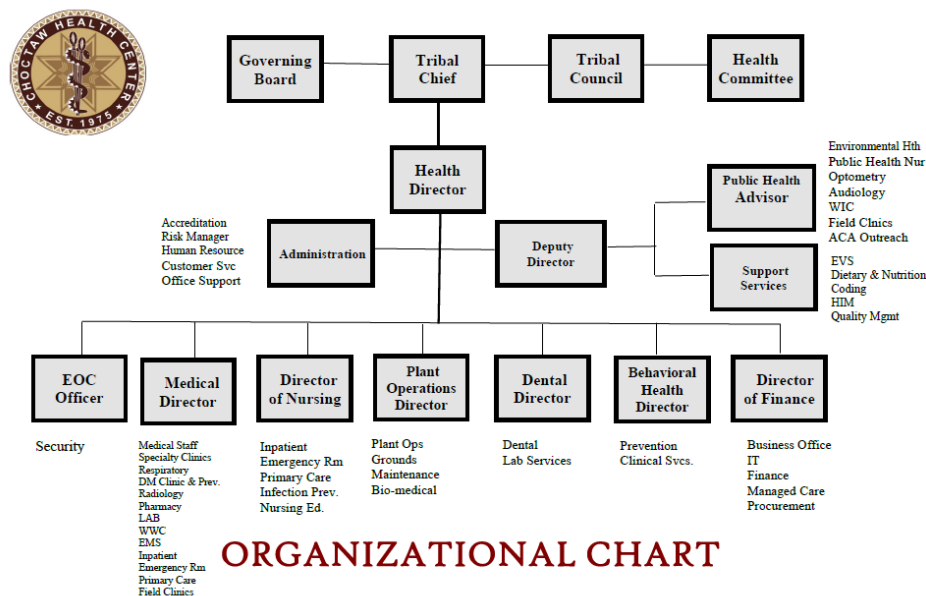 CHOCTAW HEALTH CENTER
EST. 1975
Governing
Board
Tribal
Chief
Tribal
Council
Health
Committee
Health
Director
Public Health
Advisor
Environmental Hth
Public Health Nur
Optometry
Audiology
WIC
Field Clnics
ACA Outreach
Accreditation
Risk Manager
Human Resource
Customer Svc
Office Support
Administration
Deputy
Director
Support
Services
EVS
Dietary & Nutrition
Coding
HIM
Quality Mgmt
EOC
Officer
Security
Medical
Director
Medical Staff
Specialty Clinics
Respiratory
DM Clinic & Prev.
Radiology
Pharmacy
LAB
WWC
EMS
Inpatient
Emergency Rm
Primary Care
Field Clinics
Director
of Nursing
Inpatient
Emergency Rm
Primary Care
Infection Prev.
Nursing Ed.
Plant
Operations
Director
Plant Ops
Grounds
Maintenance
Bio-medical
Dental
Director
Dental
Lab Services
Behavioral
Health
Director
Prevention
Clinical Svcs.
Director
of Finance
Business Office
IT
Finance
Managed Care
Procurement
ORGANIZATIONAL CHART